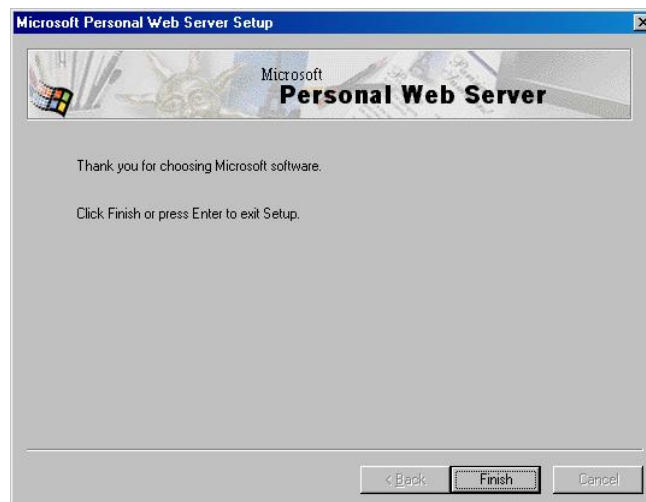 Microsoft Personal Web Server Setup
Microsoft
Personal Web Server
Thank you for choosing Microsoft software.
Click Finish or press Enter to exit Setup.
< Back
Finish
Cancel